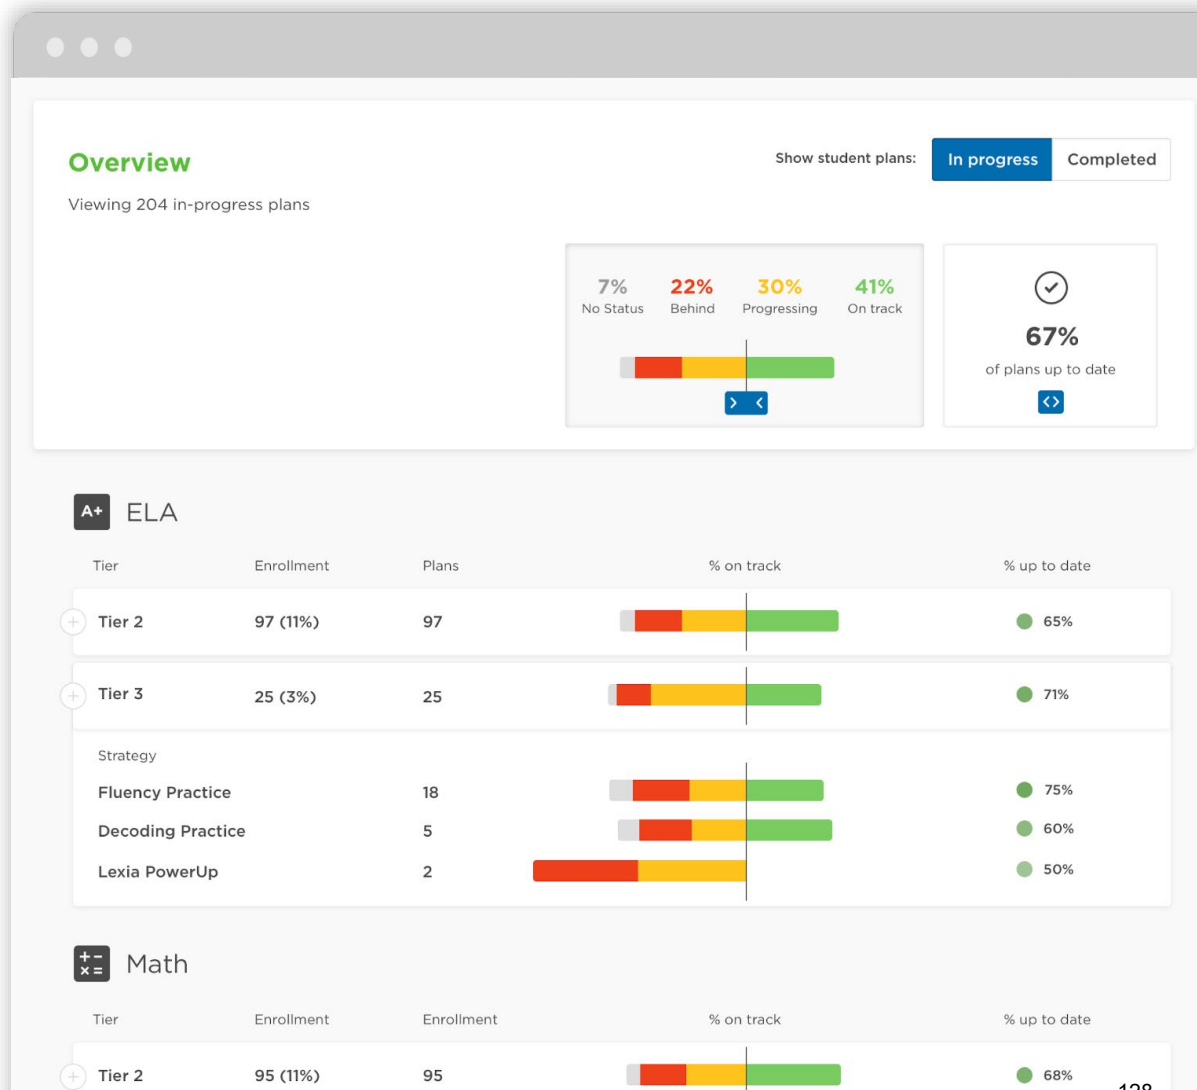 Overview
Show student plans: In progress Completed
Viewing 204 in-progress plans
7% 22% 30% 41%
No Status Behind Progressing On track
67%
of plans up to date
A+ ELA
Tier Enrollment Plans % on track % up to date
Tier 2 97 (11%) 97 65%
Tier 3 25 (3%) 25 71%
Strategy
Fluency Practice 18 75%
Decoding Practice 5 60%
Lexia PowerUp 2 50%
Math
Tier Enrollment Enrollment % on track % up to date
Tier 2 95 (11%) 95 68%
128